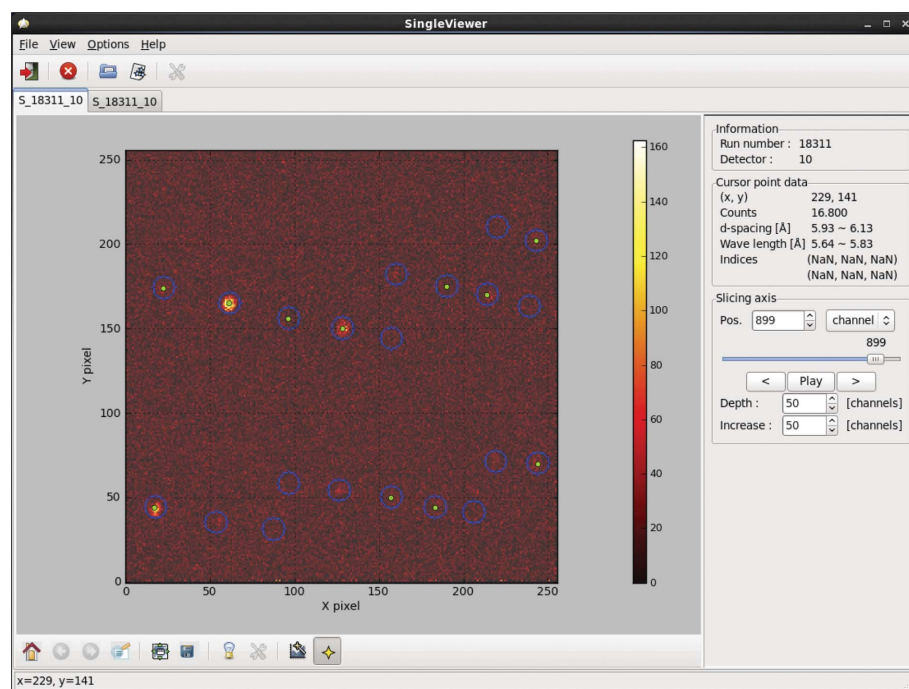 SingleViewer
File View Options Help
S_18311_10 S_18311_10
250
200
150
100
50
0
Y pixel
0 50 100 150 200 250
X pixel
160
140
120
100
80
60
40
20
0
Information
Run number : 18311
Detector : 10
Cursor point data
(x, y) 229, 141
Counts 16.800
d-spacing [Å] 5.93 ~ 6.13
Wave length [Å] 5.64 ~ 5.83
Indices (NaN, NaN, NaN)
(NaN, NaN, NaN)
Slicing axis
Pos. 899 channel
899
< Play >
Depth : 50 [channels]
Increase : 50 [channels]
x=229, y=141